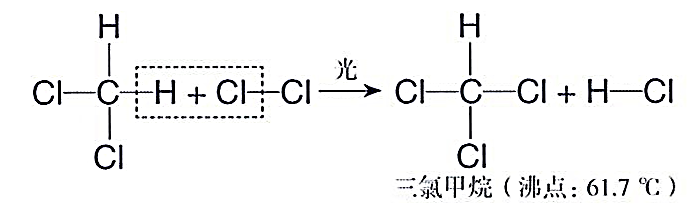 H H
光
Cl—C—H + Cl—Cl → Cl—C—Cl + H—Cl
Cl Cl
三氯甲烷（沸点：61.7 ℃）